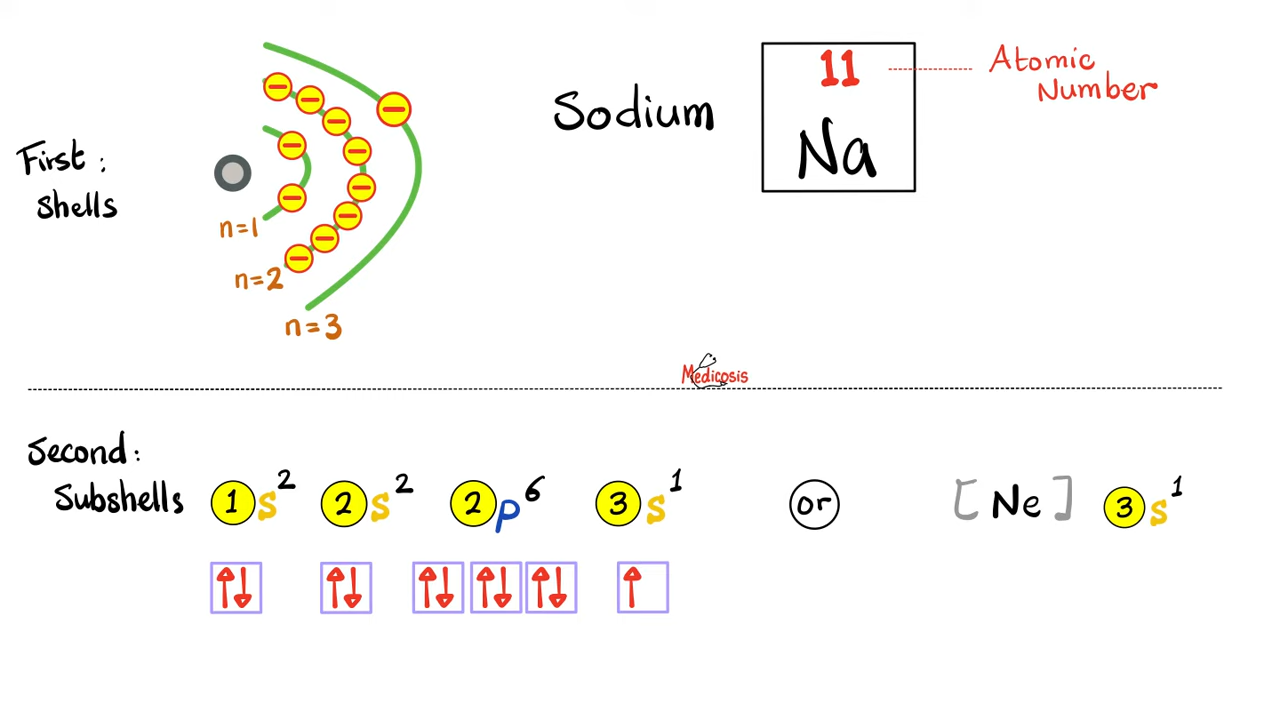 First :
Shells
n=1
n=2
n=3
Sodium
11
Na
Atomic
Number
Medicosis
Second :
Subshells
1s² 2s² 2p⁶ 3s¹ or [Ne] 3s¹